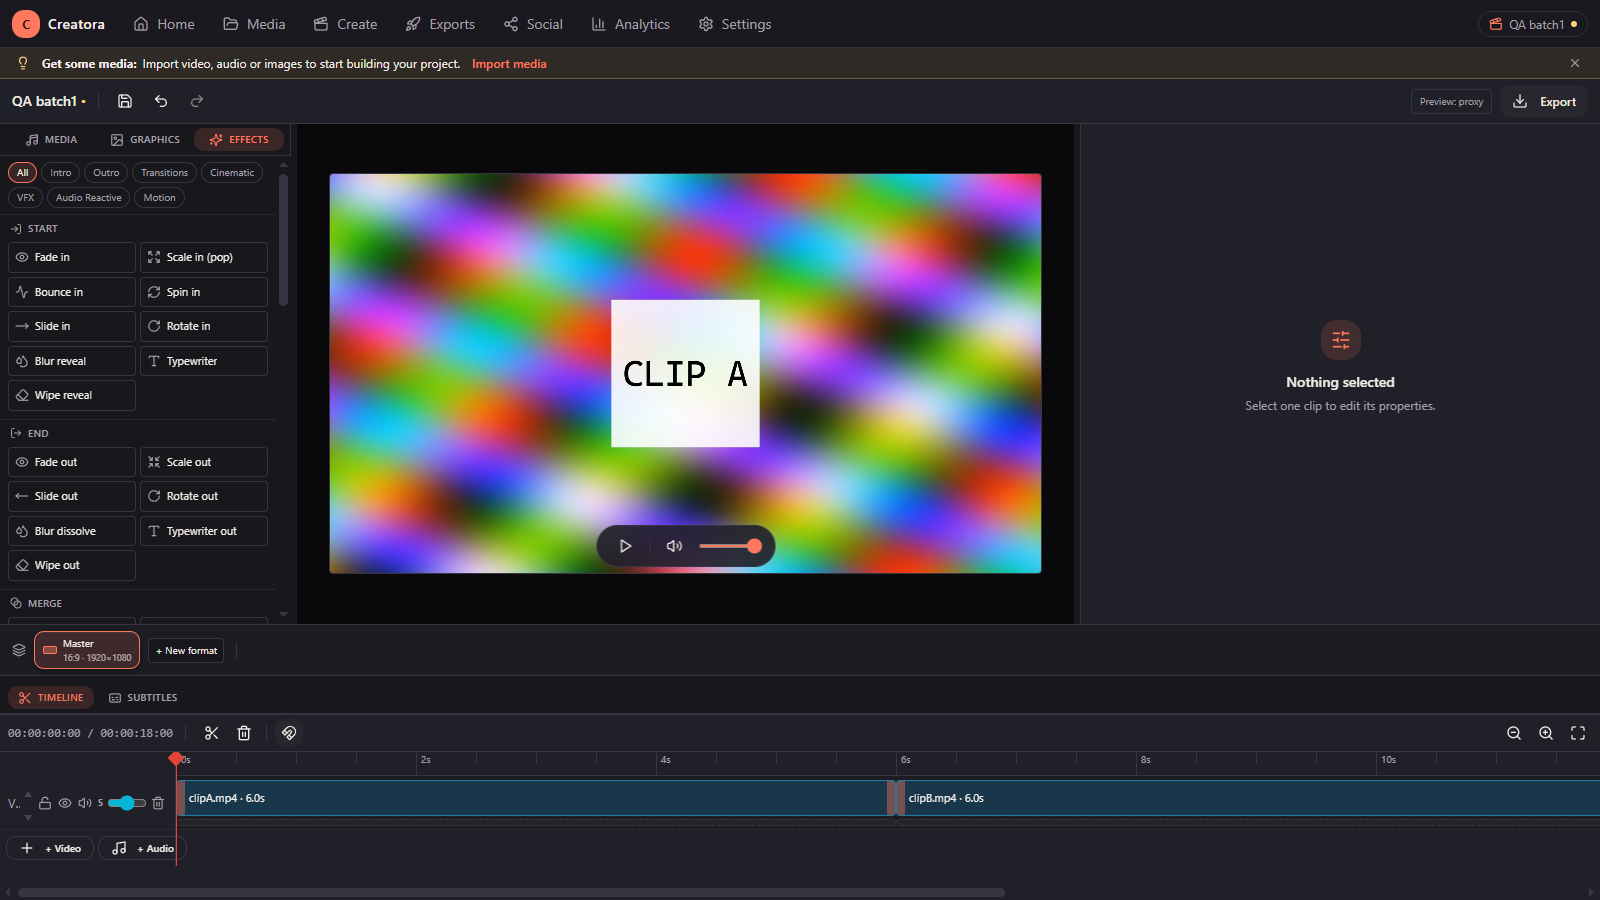 C Creatora Home Media Create Exports Social Analytics Settings QA batch1
Get some media: Import video, audio or images to start building your project. Import media
QA batch1 Preview: proxy Export
MEDIA GRAPHICS EFFECTS
All Intro Outro Transitions Cinematic
VFX Audio Reactive Motion
START
Fade in Scale in (pop)
Bounce in Spin in
Slide in Rotate in
Blur reveal Typewriter
Wipe reveal
END
Fade out Scale out
Slide out Rotate out
Blur dissolve Typewriter out
Wipe out
MERGE
CLIP A
Nothing selected
Select one clip to edit its properties.
Master
16:9 · 1920×1080
+ New format
TIMELINE SUBTITLES
00:00:00:00 / 00:00:18:00
0s 2s 4s 6s 8s 10s
V.. S clipA.mp4 · 6.0s clipB.mp4 · 6.0s
+ Video + Audio